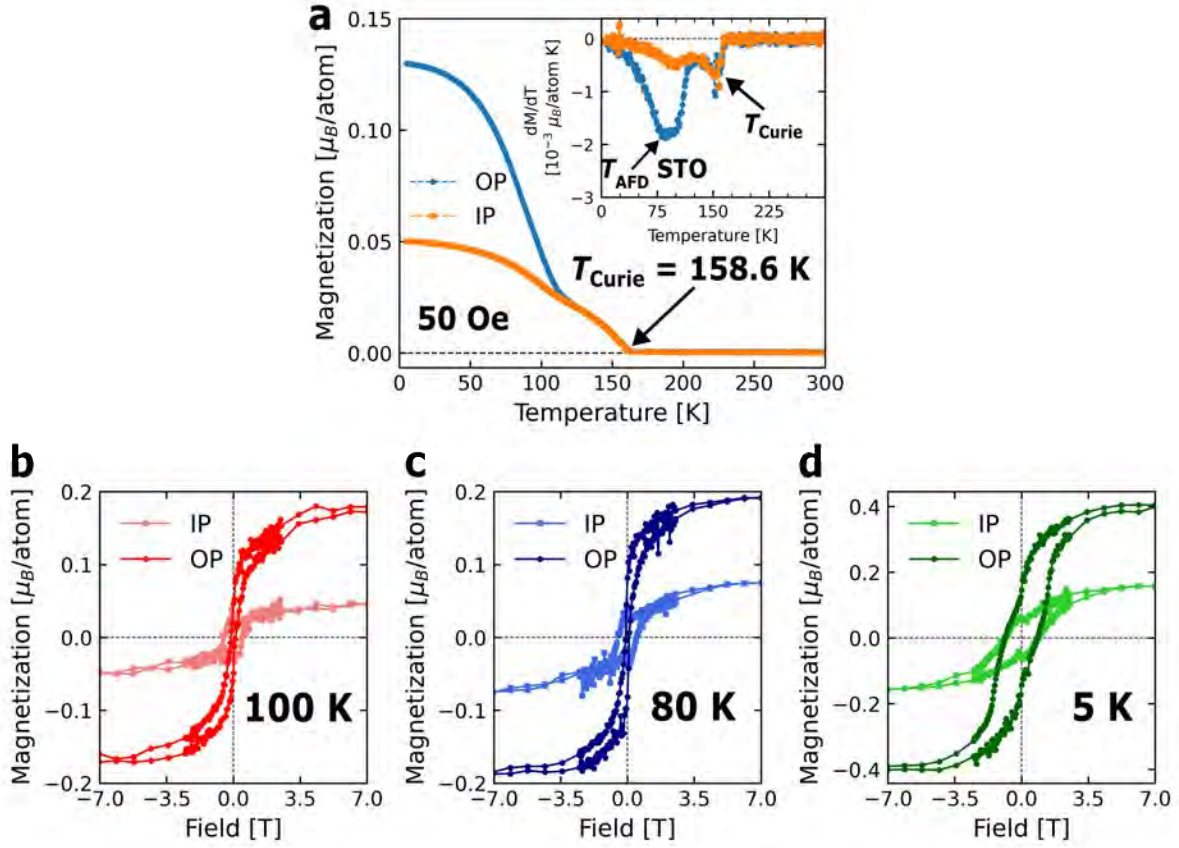 a
Magnetization [μB/atom]
0.15
0.10
0.05
0.00
OP
IP
50 Oe
TCurie = 158.6 K
0
50
100
150
200
250
300
Temperature [K]
dM/dT
[10⁻³ μB/atom K]
0
−1
−2
−3
TCurie
TAFD STO
0
75
150
225
Temperature [K]
b
Magnetization [μB/atom]
0.2
0.1
0.0
−0.1
−0.2
IP
OP
100 K
−7.0
−3.5
0.0
3.5
7.0
Field [T]
c
Magnetization [μB/atom]
0.2
0.1
0.0
−0.1
−0.2
IP
OP
80 K
−7.0
−3.5
0.0
3.5
7.0
Field [T]
d
Magnetization [μB/atom]
0.4
0.2
0.0
−0.2
−0.4
IP
OP
5 K
−7.0
−3.5
0.0
3.5
7.0
Field [T]